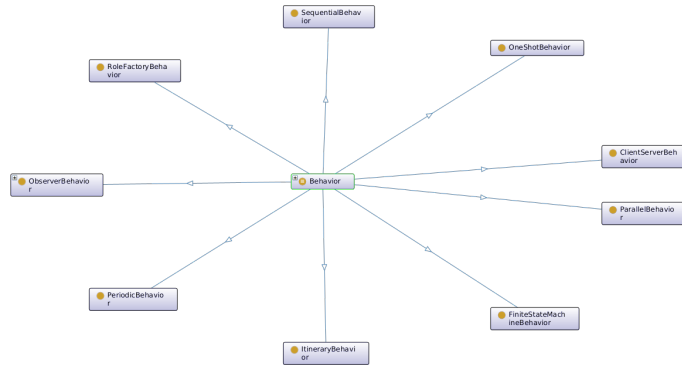 SequentialBehav
ior
OneShotBehavior
RoleFactoryBeha
vior
ClientServerBeh
avior
ObserverBehavio
r
Behavior
ParallelBehavio
r
PeriodicBehavio
r
FiniteStateMach
ineBehavior
ItineraryBehavi
or